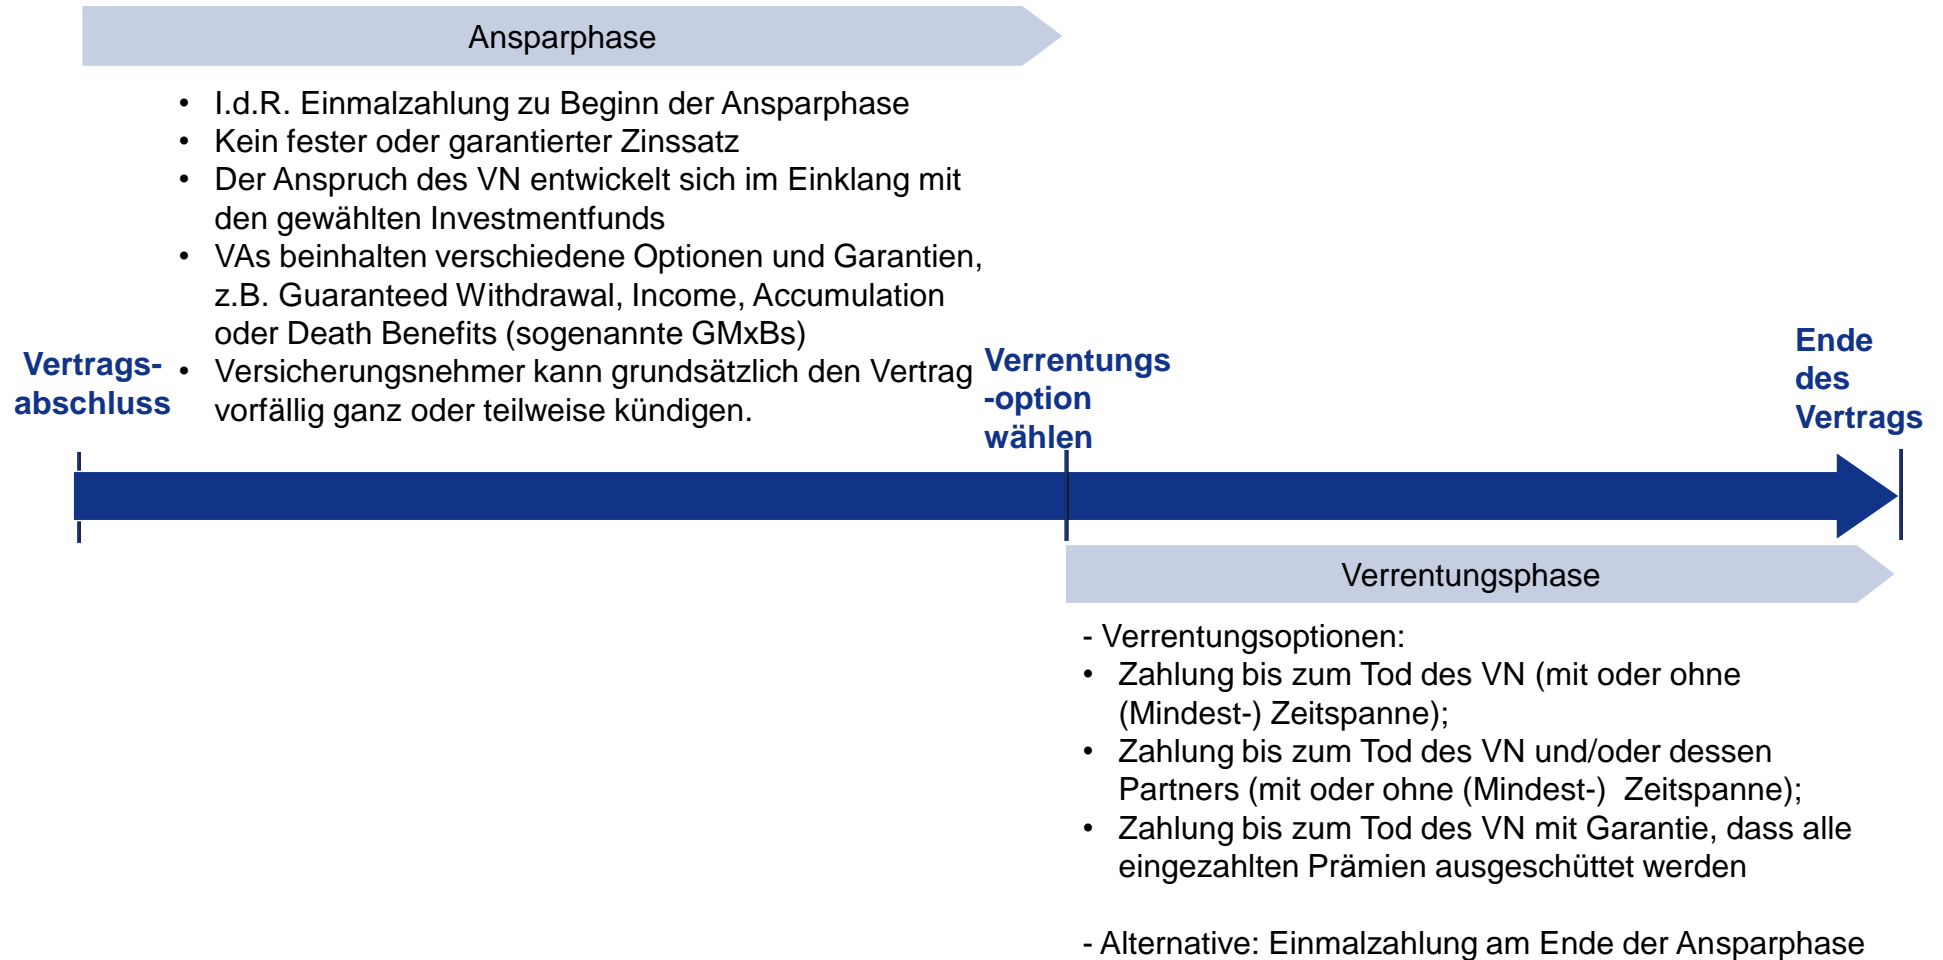 Ansparphase
• I.d.R. Einmalzahlung zu Beginn der Ansparphase
• Kein fester oder garantierter Zinssatz
• Der Anspruch des VN entwickelt sich im Einklang mit
den gewählten Investmentfunds
• VAs beinhalten verschiedene Optionen und Garantien,
z.B. Guaranteed Withdrawal, Income, Accumulation
oder Death Benefits (sogenannte GMxBs)
• Versicherungsnehmer kann grundsätzlich den Vertrag
vorfällig ganz oder teilweise kündigen.
Vertrags-
abschluss
Verrentungs
-option
wählen
Ende
des
Vertrags
Verrentungsphase
- Verrentungsoptionen:
• Zahlung bis zum Tod des VN (mit oder ohne
(Mindest-) Zeitspanne);
• Zahlung bis zum Tod des VN und/oder dessen
Partners (mit oder ohne (Mindest-) Zeitspanne);
• Zahlung bis zum Tod des VN mit Garantie, dass alle
eingezahlten Prämien ausgeschüttet werden
- Alternative: Einmalzahlung am Ende der Ansparphase